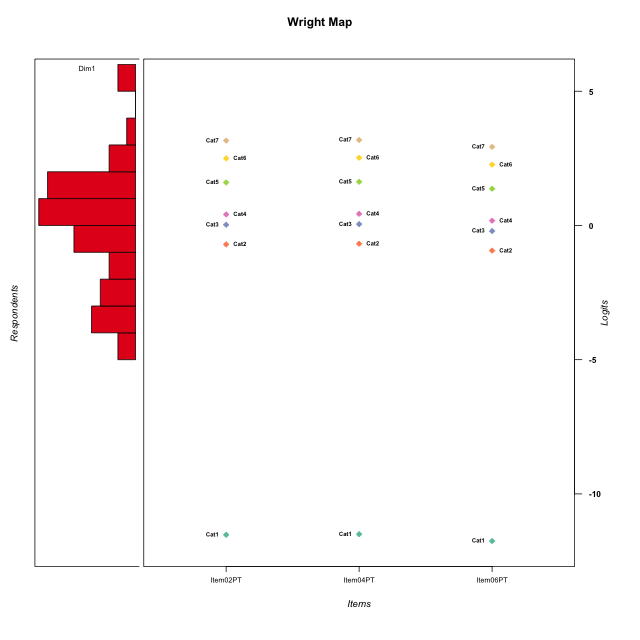 Wright Map
Dim1
5
Cat7 Cat7
Cat7
Cat6 Cat6
Cat6
Cat5 Cat5
Cat5
Cat4 Cat4
Cat4
Cat3 Cat3 0
Cat3
Cat2 Cat2
Cat2
Respondents
Logits
-5
-10
Cat1 Cat1
Cat1
Item02PT Item04PT Item06PT
Items